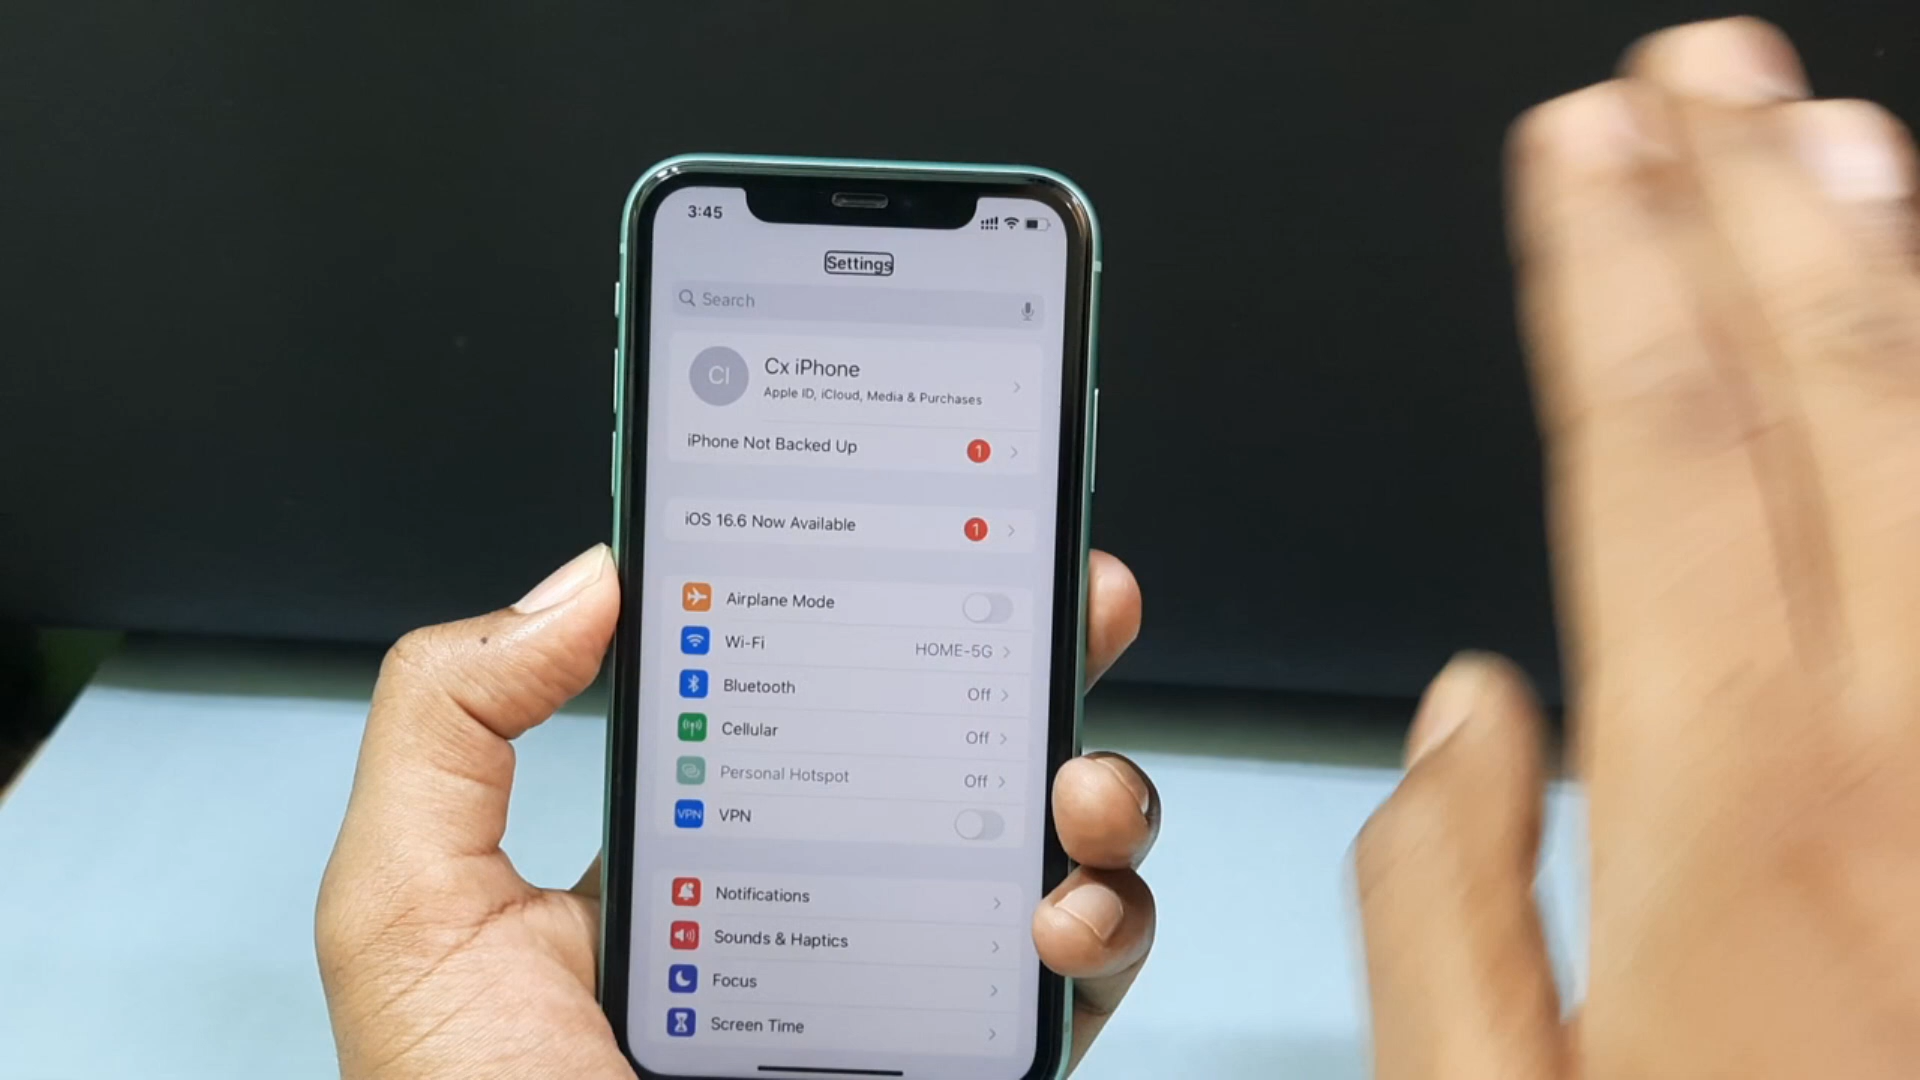 3:45
Settings
Search
CI
Cx iPhone
Apple ID, iCloud, Media & Purchases
iPhone Not Backed Up 1
iOS 16.6 Now Available 1
Airplane Mode
Wi-Fi HOME-5G
Bluetooth Off
Cellular Off
Personal Hotspot Off
VPN VPN
Notifications
Sounds & Haptics
Focus
Screen Time